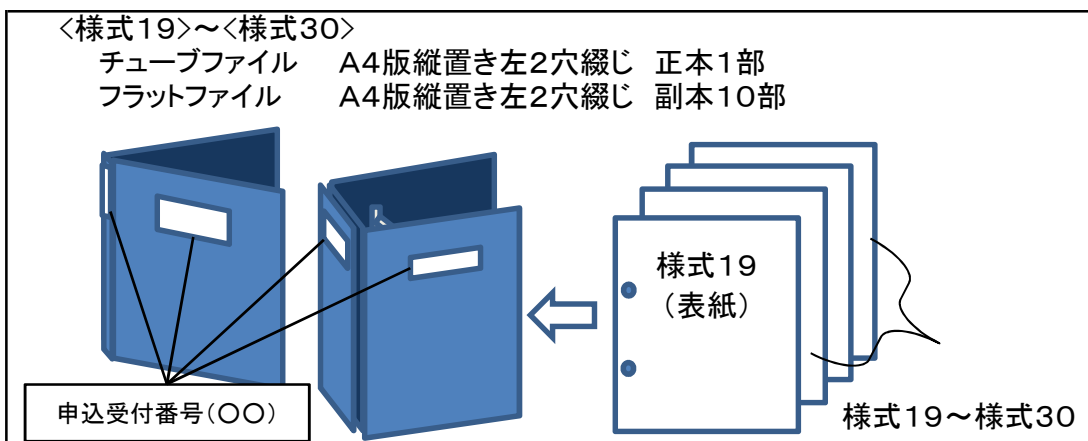 <様式19>~<様式30>
チューブファイル A4版縦置き左2穴綴じ 正本1部
フラットファイル A4版縦置き左2穴綴じ 副本10部
様式19
(表紙)
申込受付番号(○○)
様式19~様式30